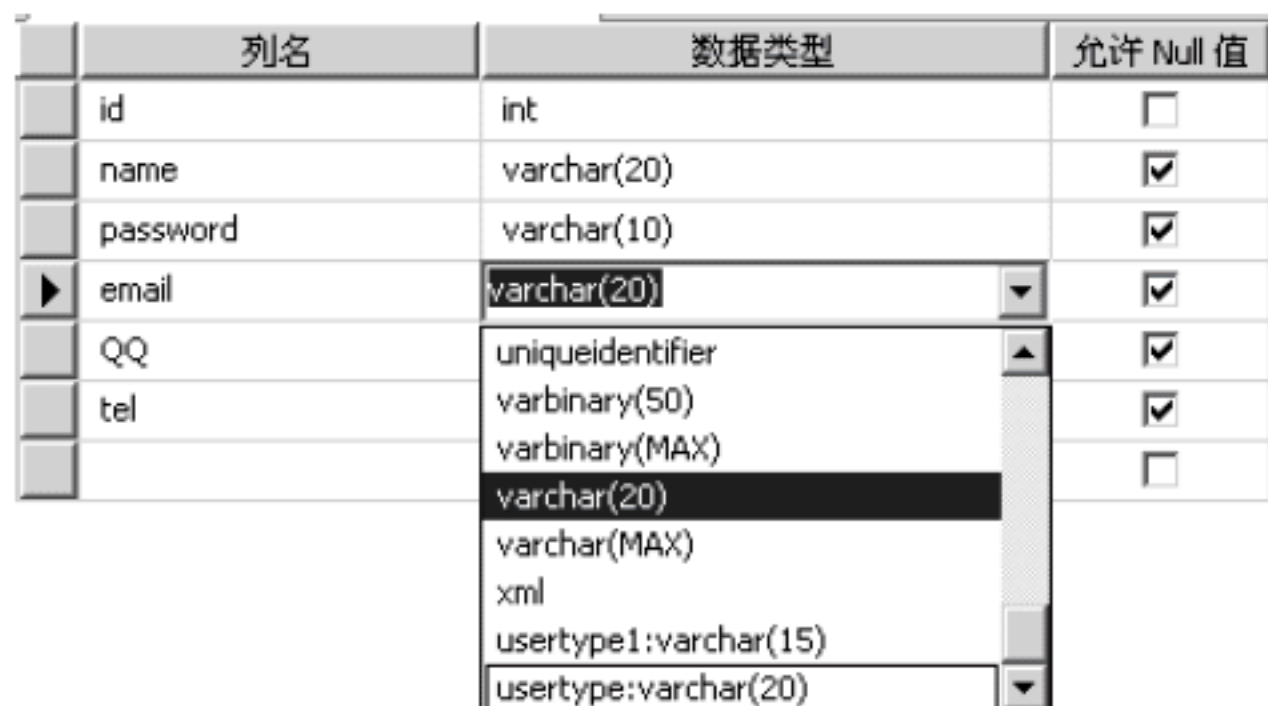 列名 数据类型 允许 Null 值
id int
name varchar(20)
password varchar(10)
email varchar(20)
QQ uniqueidentifier
varbinary(50)
tel
varbinary(MAX)
varchar(20)
varchar(MAX)
xml
usertype1:varchar(15)
usertype:varchar(20)